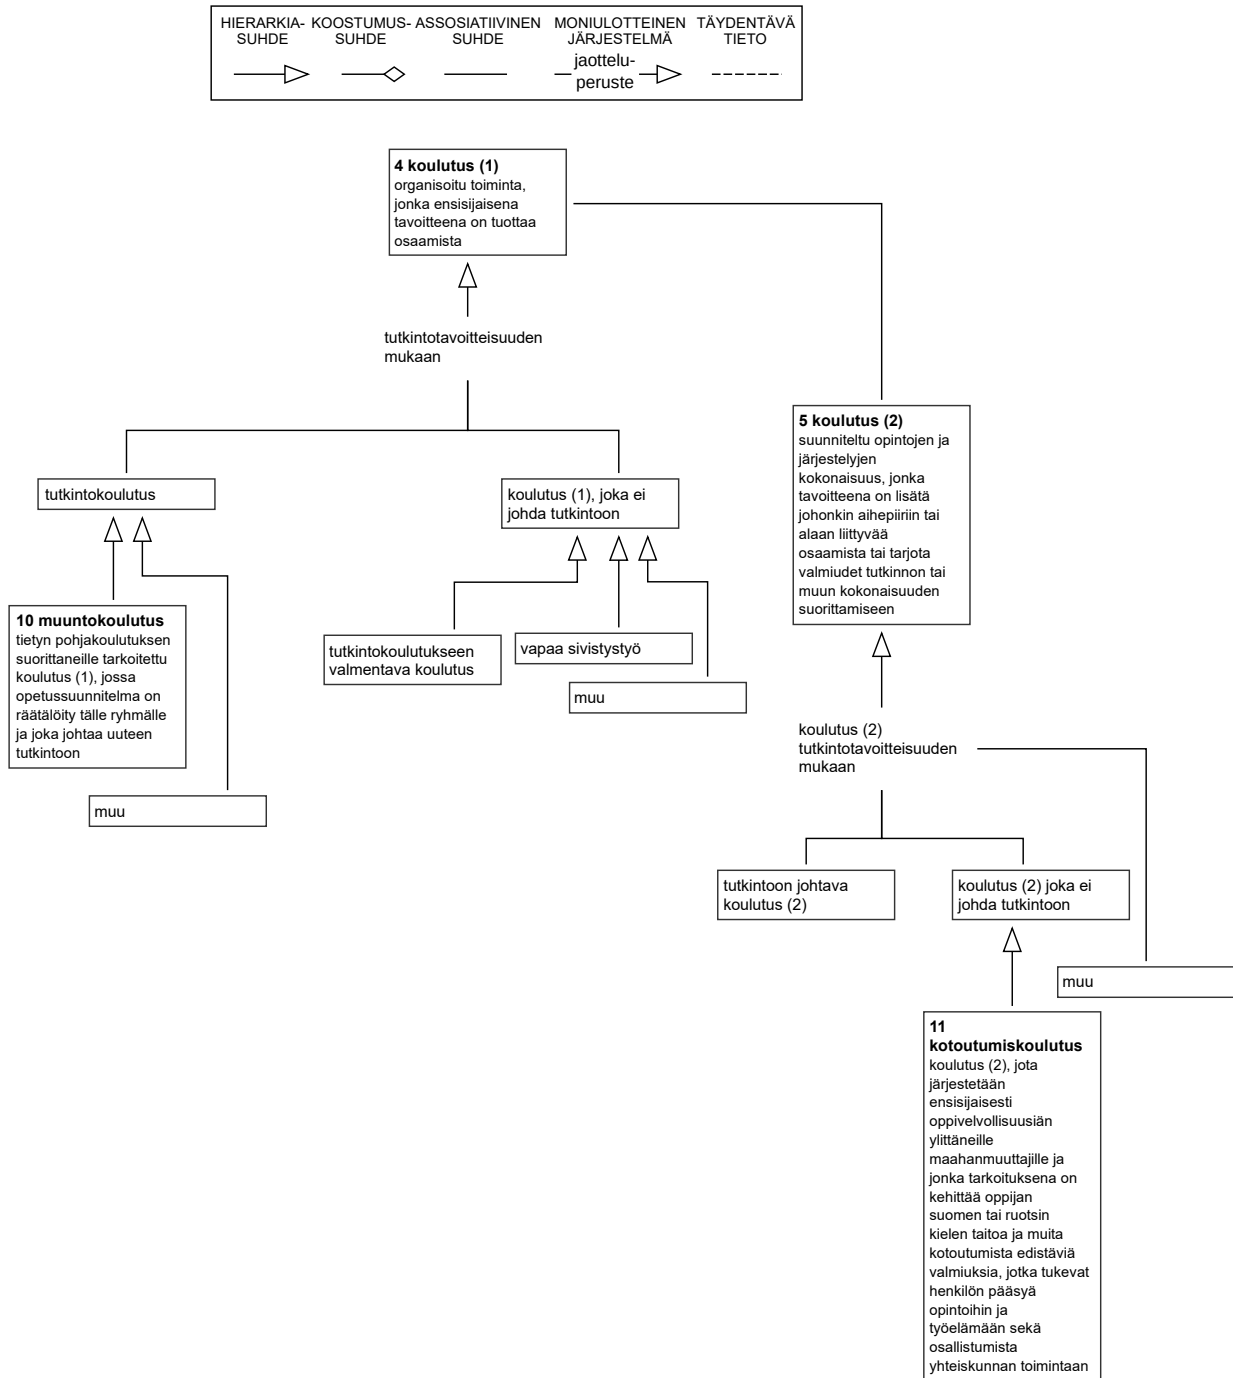 HIERARKIA-
SUHDE
KOOSTUMUS-
SUHDE
ASSOSIATIIVINEN
SUHDE
MONIULOTTEINEN
JÄRJESTELMÄ
jaottelu-
peruste
TÄYDENTÄVÄ
TIETO
4 koulutus (1)
organisoitu toiminta,
jonka ensisijaisena
tavoitteena on tuottaa
osaamista
tutkintotavoitteisuuden
mukaan
tutkintokoulutus
koulutus (1), joka ei
johda tutkintoon
10 muuntokoulutus
tietyn pohjakoulutuksen
suorittaneille tarkoitettu
koulutus (1), jossa
opetussuunnitelma on
räätälöity tälle ryhmälle
ja joka johtaa uuteen
tutkintoon
muu
tutkintokoulutukseen
valmentava koulutus
vapaa sivistystyö
muu
5 koulutus (2)
suunniteltu opintojen ja
järjestelyjen
kokonaisuus, jonka
tavoitteena on lisätä
johonkin aihepiiriin tai
alaan liittyvää
osaamista tai tarjota
valmiudet tutkinnon tai
muun kokonaisuuden
suorittamiseen
koulutus (2)
tutkintotavoitteisuuden
mukaan
tutkintoon johtava
koulutus (2)
koulutus (2) joka ei
johda tutkintoon
muu
11
kotoutumiskoulutus
koulutus (2), jota
järjestetään
ensisijaisesti
oppivelvollisuusiän
ylittäneille
maahanmuuttajille ja
jonka tarkoituksena on
kehittää oppijan
suomen tai ruotsin
kielen taitoa ja muita
kotoutumista edistäviä
valmiuksia, jotka tukevat
henkilön pääsyä
opintoihin ja
työelämään sekä
osallistumista
yhteiskunnan toimintaan